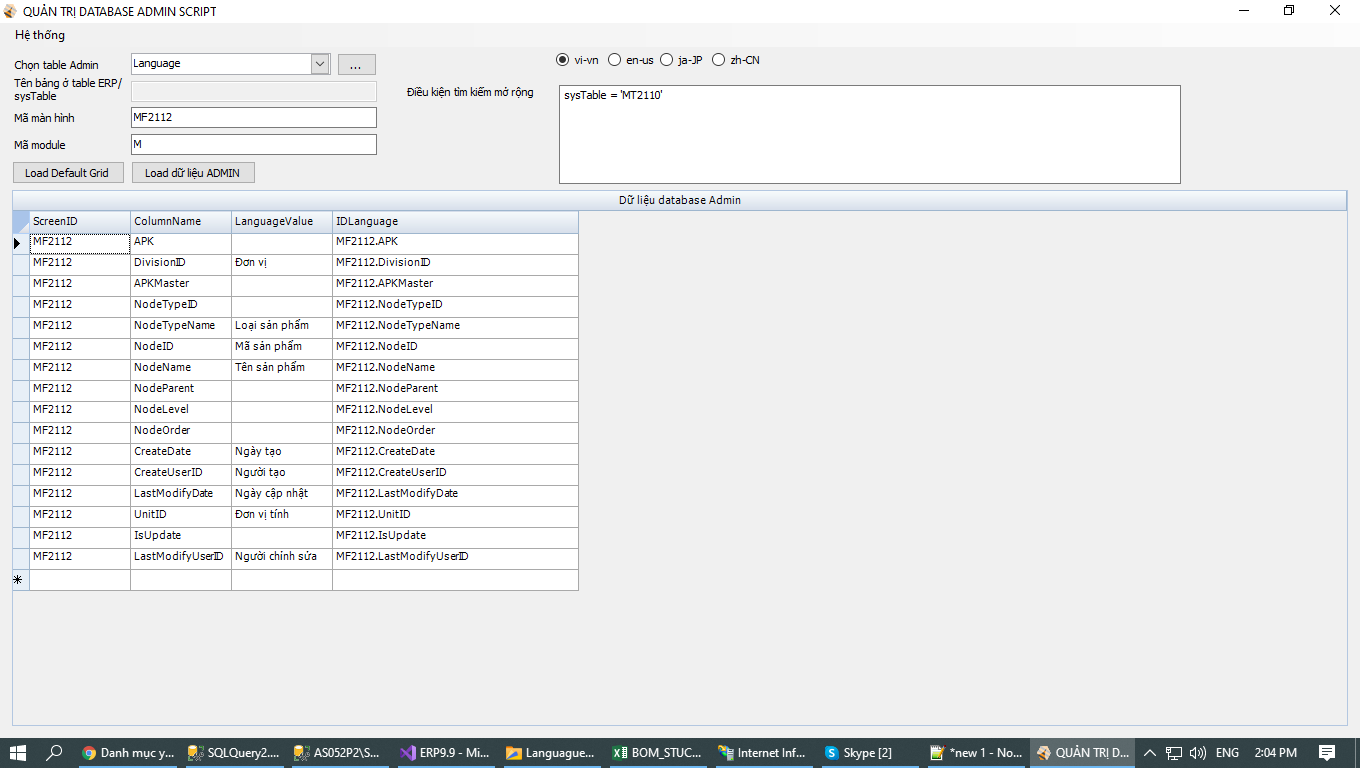 QUẢN TRỊ DATABASE ADMIN SCRIPT
Hệ thống
Chọn table Admin
Language
...
vi-vn
en-us
ja-JP
zh-CN
Tên bảng ở table ERP/
sysTable
Điều kiện tìm kiếm mở rộng
sysTable = 'MT2110'
Mã màn hình
MF2112
Mã module
M
Load Default Grid
Load dữ liệu ADMIN
Dữ liệu database Admin
ScreenID ColumnName LanguageValue IDLanguage
MF2112 APK MF2112.APK
MF2112 DivisionID Đơn vị MF2112.DivisionID
MF2112 APKMaster MF2112.APKMaster
MF2112 NodeTypeID MF2112.NodeTypeID
MF2112 NodeTypeName Loại sản phẩm MF2112.NodeTypeName
MF2112 NodeID Mã sản phẩm MF2112.NodeID
MF2112 NodeName Tên sản phẩm MF2112.NodeName
MF2112 NodeParent MF2112.NodeParent
MF2112 NodeLevel MF2112.NodeLevel
MF2112 NodeOrder MF2112.NodeOrder
MF2112 CreateDate Ngày tạo MF2112.CreateDate
MF2112 CreateUserID Người tạo MF2112.CreateUserID
MF2112 LastModifyDate Ngày cập nhật MF2112.LastModifyDate
MF2112 UnitID Đơn vị tính MF2112.UnitID
MF2112 IsUpdate MF2112.IsUpdate
MF2112 LastModifyUserID Người chỉnh sửa MF2112.LastModifyUserID
Danh mục y...
SQLQuery2....
AS052P2\S...
ERP9.9 - Mi...
Languague...
BOM_STUC...
Internet Inf...
Skype [2]
*new 1 - No...
QUẢN TRỊ D...
ENG
2:04 PM